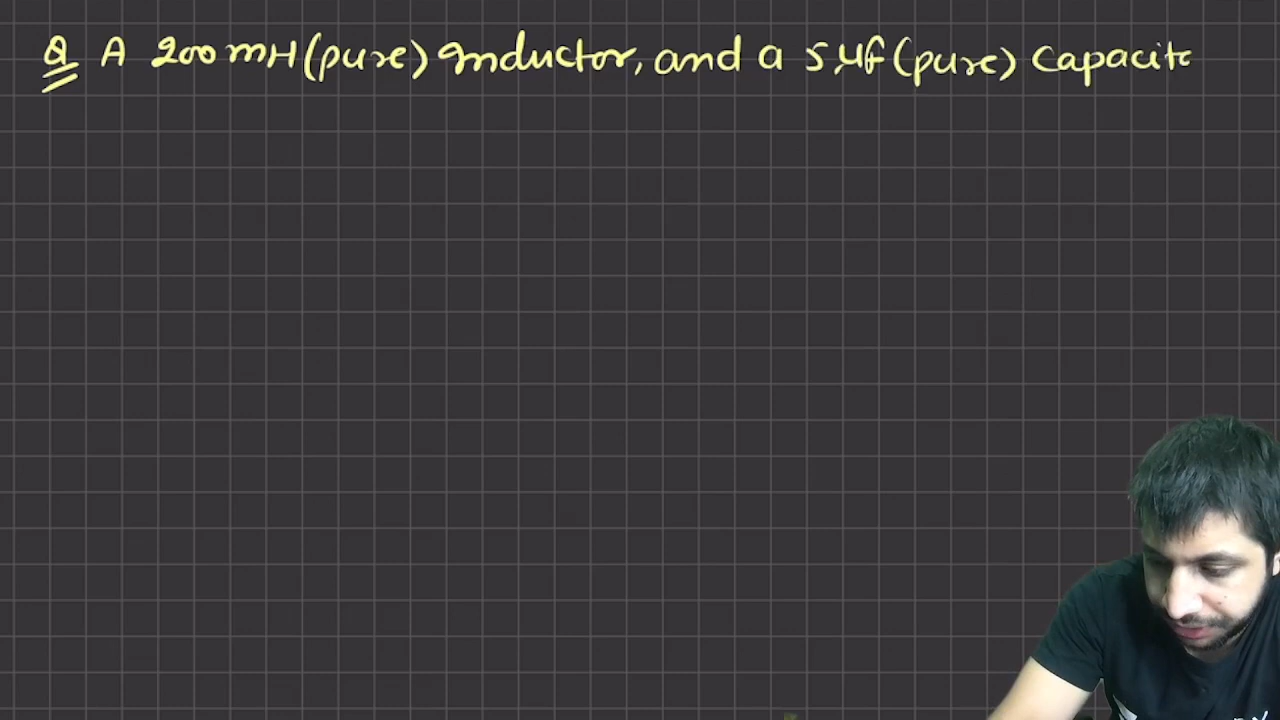 Q A 200 mH (pure) Inductor, and a 5 μf (pure) Capacit